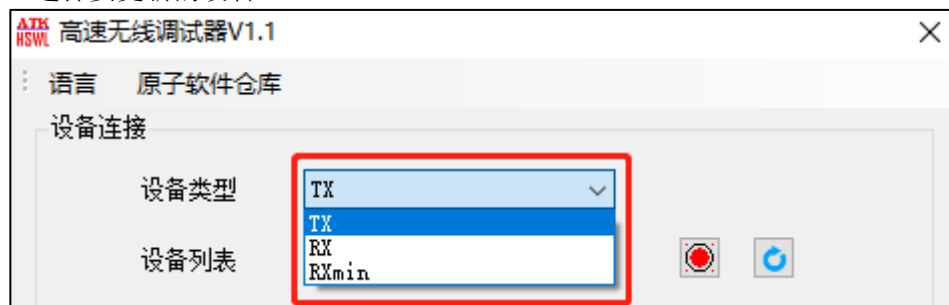 ATK
HSWL 高速无线调试器V1.1
语言 原子软件仓库
设备连接
设备类型 TX
TX
RX
设备列表
RXmin